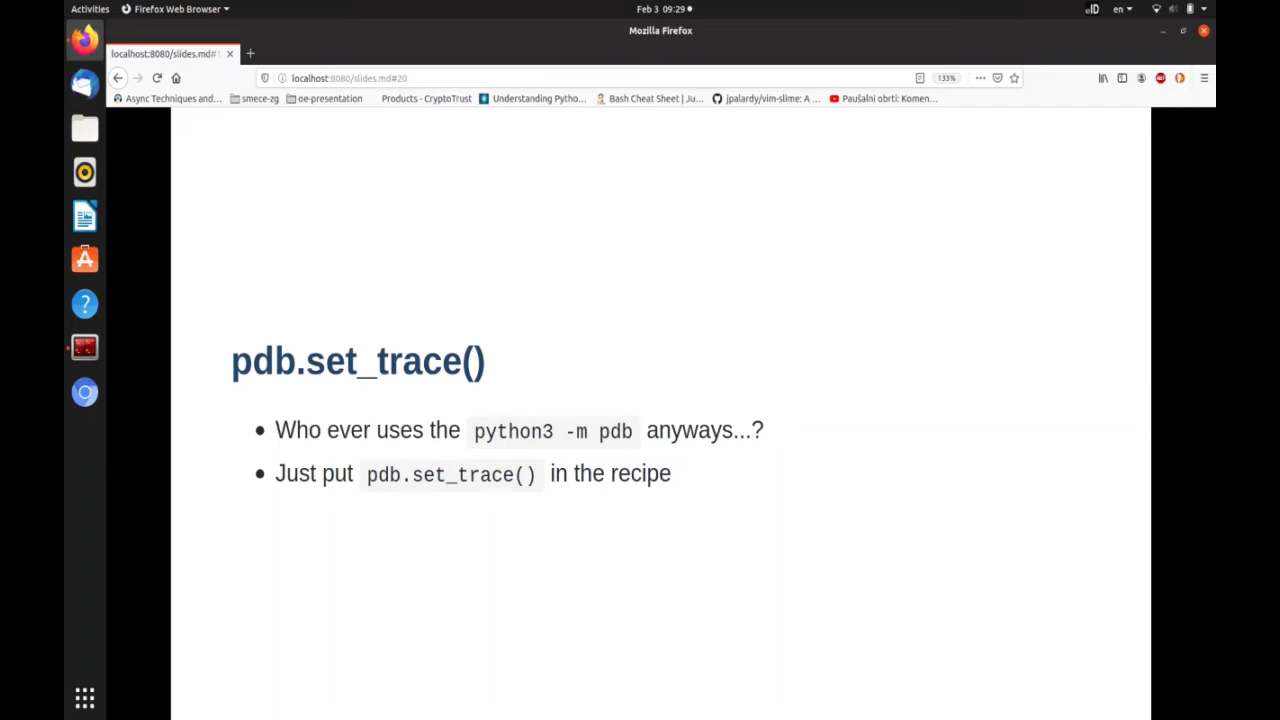 Activities
Firefox Web Browser
Feb 3 09:29
eID
en
Mozilla Firefox
localhost:8080/slides.md#1
localhost:8080/slides.md#20
133%
Async Techniques and...
smece-zg
oe-presentation
Products - CryptoTrust
Understanding Pytho...
Bash Cheat Sheet | Ju...
jpalardy/vim-slime: A ...
Paušalni obrti: Komen...
pdb.set_trace()
Who ever uses the python3 -m pdb anyways...?
Just put pdb.set_trace() in the recipe